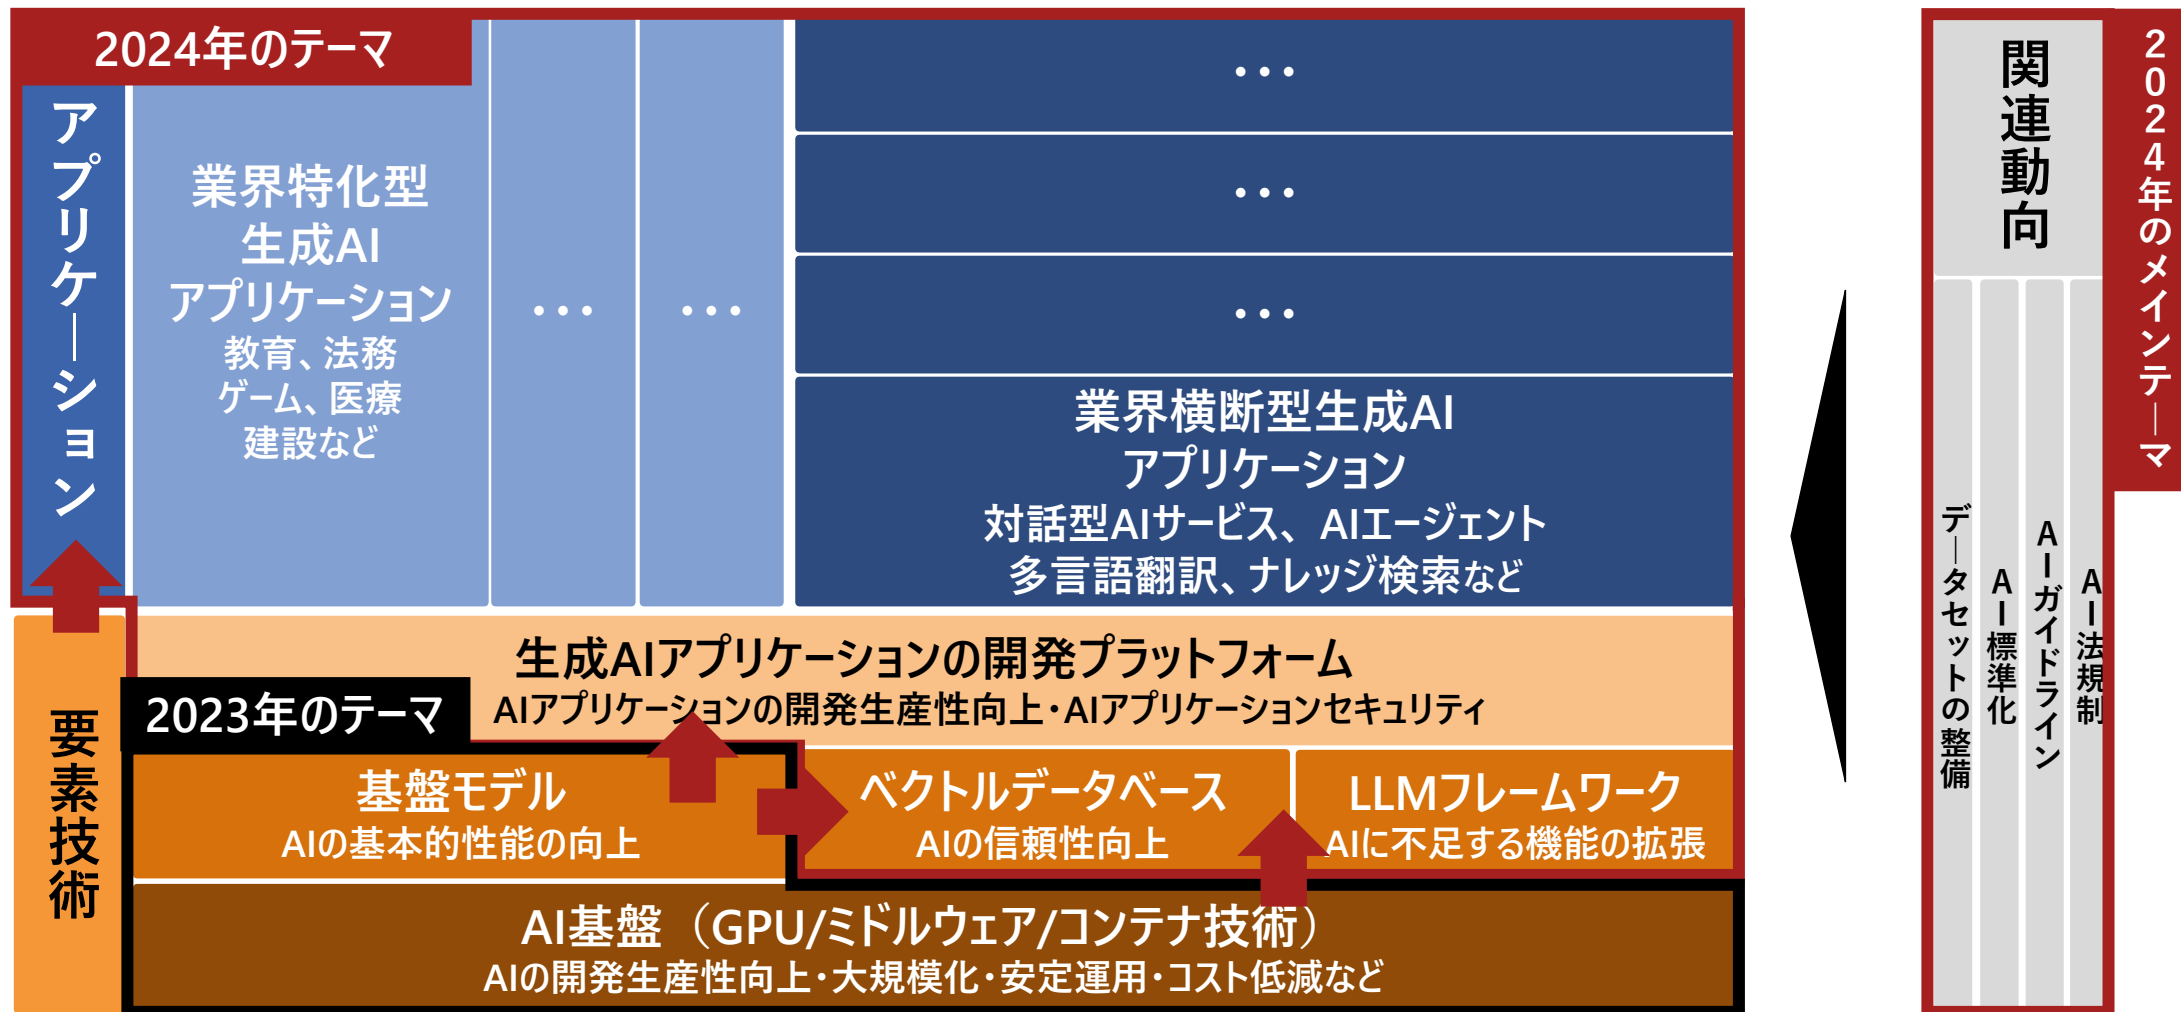 2024年のテーマ
アプリケーション
業界特化型
生成AI
アプリケーション
教育、法務
ゲーム、医療
建設など
・・・
・・・
・・・
・・・
・・・
業界横断型生成AI
アプリケーション
対話型AIサービス、AIエージェント
多言語翻訳、ナレッジ検索など
要素技術
生成AIアプリケーションの開発プラットフォーム
AIアプリケーションの開発生産性向上・AIアプリケーションセキュリティ
2023年のテーマ
基盤モデル
AIの基本的性能の向上
ベクトルデータベース
AIの信頼性向上
LLMフレームワーク
AIに不足する機能の拡張
AI基盤（GPU/ミドルウェア/コンテナ技術）
AIの開発生産性向上・大規模化・安定運用・コスト低減など
2024年のメインテーマ
関連動向
AI法規制
AIガイドライン
AI標準化
データセットの整備